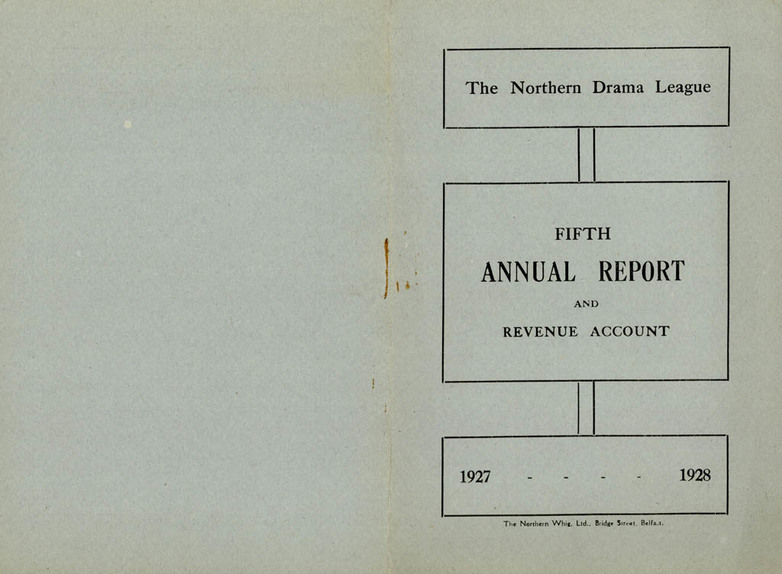 The Northern Drama League
FIFTH
ANNUAL REPORT
AND
REVENUE ACCOUNT
1927 - - - - 1928
The Northern Whig, Ltd., Bridge Street, Belfast.